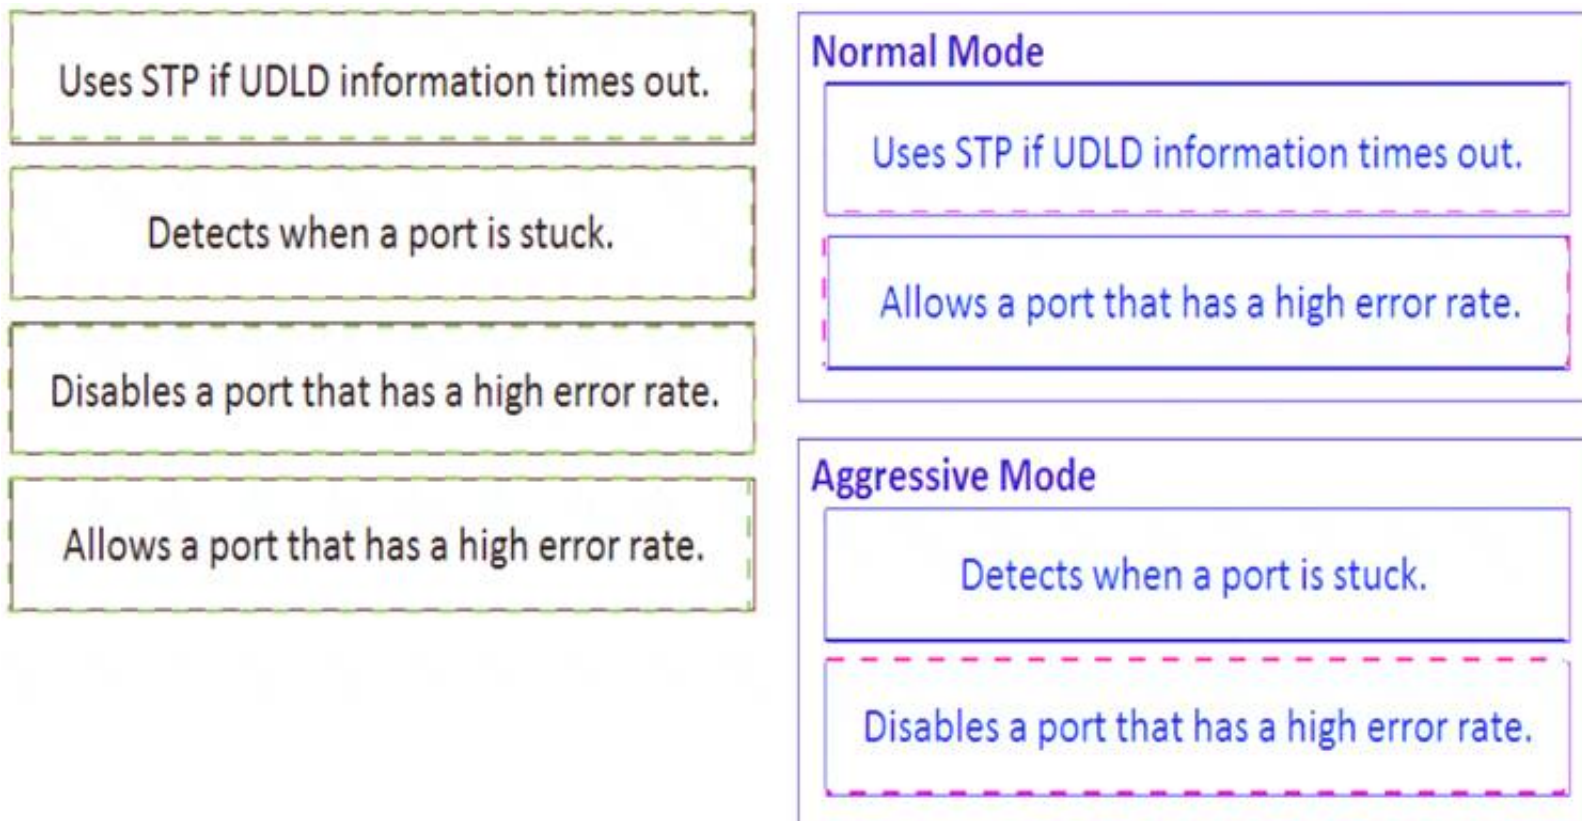 Uses STP if UDLD information times out.
Detects when a port is stuck.
Disables a port that has a high error rate.
Allows a port that has a high error rate.
Normal Mode
Uses STP if UDLD information times out.
Allows a port that has a high error rate.
Aggressive Mode
Detects when a port is stuck.
Disables a port that has a high error rate.